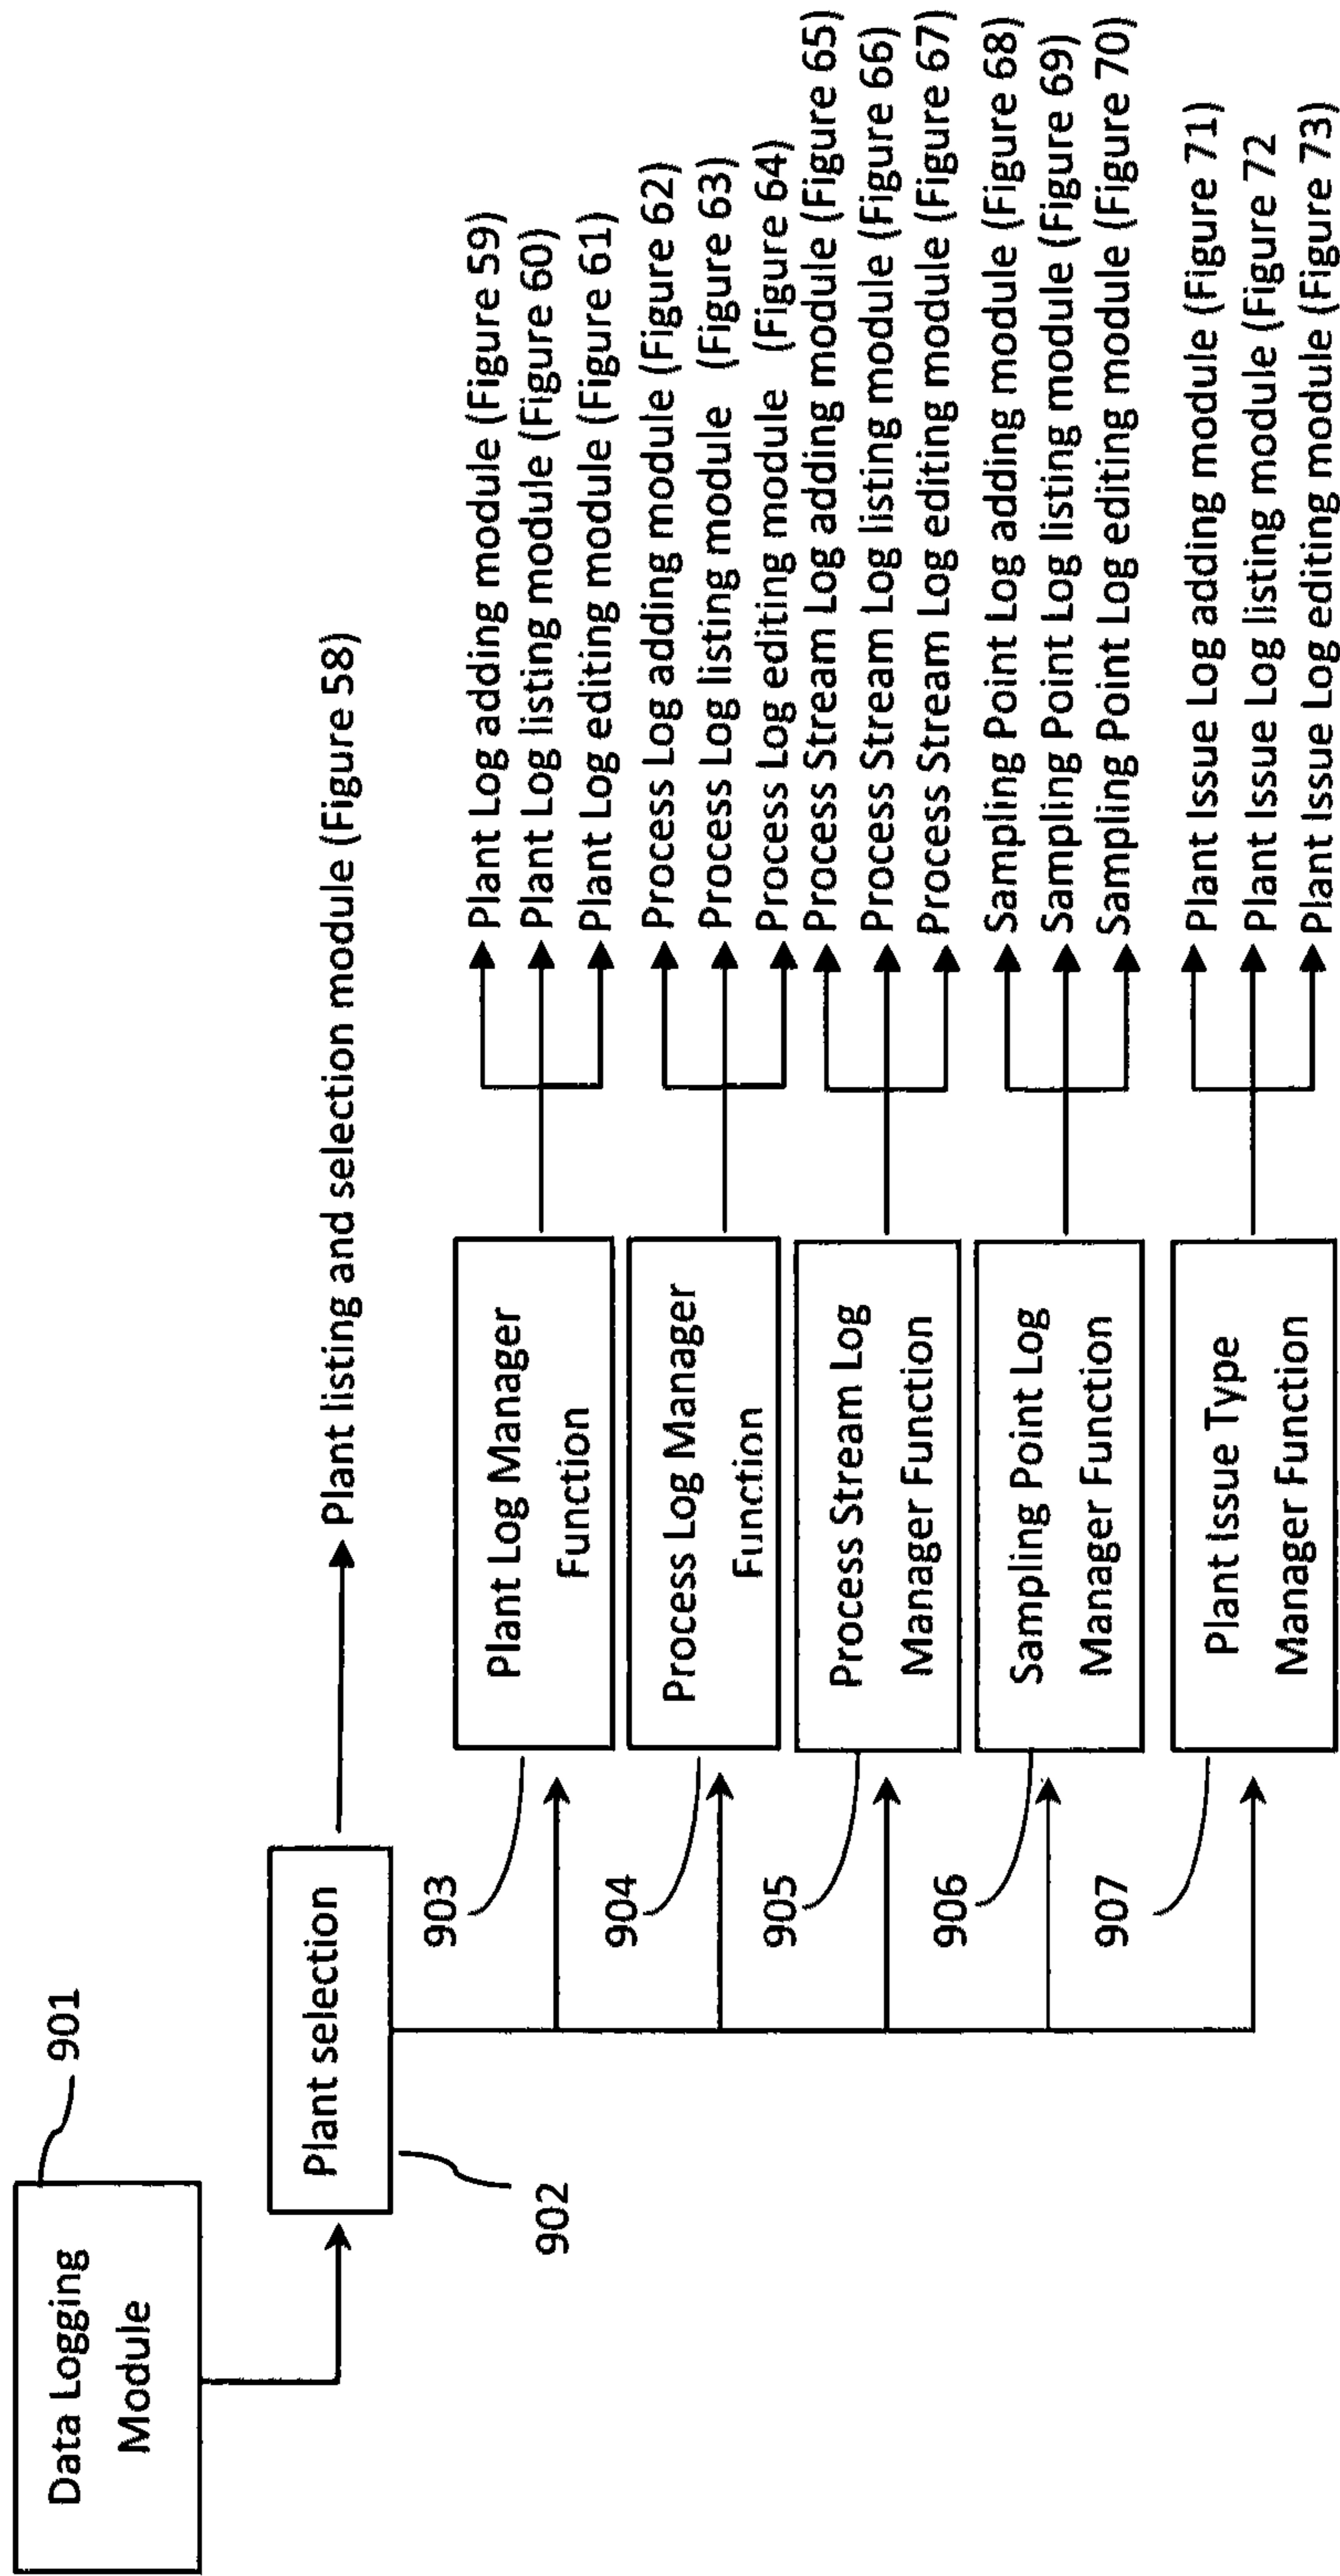 Data Logging
Module
901
Plant selection
902
Plant listing and selection module (Figure 58)
903
Plant Log Manager
Function
Plant Log adding module (Figure 59)
Plant Log listing module (Figure 60)
Plant Log editing module (Figure 61)
904
Process Log Manager
Function
Process Log adding module (Figure 62)
Process Log listing module (Figure 63)
Process Log editing module (Figure 64)
905
Process Stream Log
Manager Function
Process Stream Log adding module (Figure 65)
Process Stream Log listing module (Figure 66)
Process Stream Log editing module (Figure 67)
906
Sampling Point Log
Manager Function
Sampling Point Log adding module (Figure 68)
Sampling Point Log listing module (Figure 69)
Sampling Point Log editing module (Figure 70)
907
Plant Issue Type
Manager Function
Plant Issue Log adding module (Figure 71)
Plant Issue Log listing module (Figure 72
Plant Issue Log editing module (Figure 73)